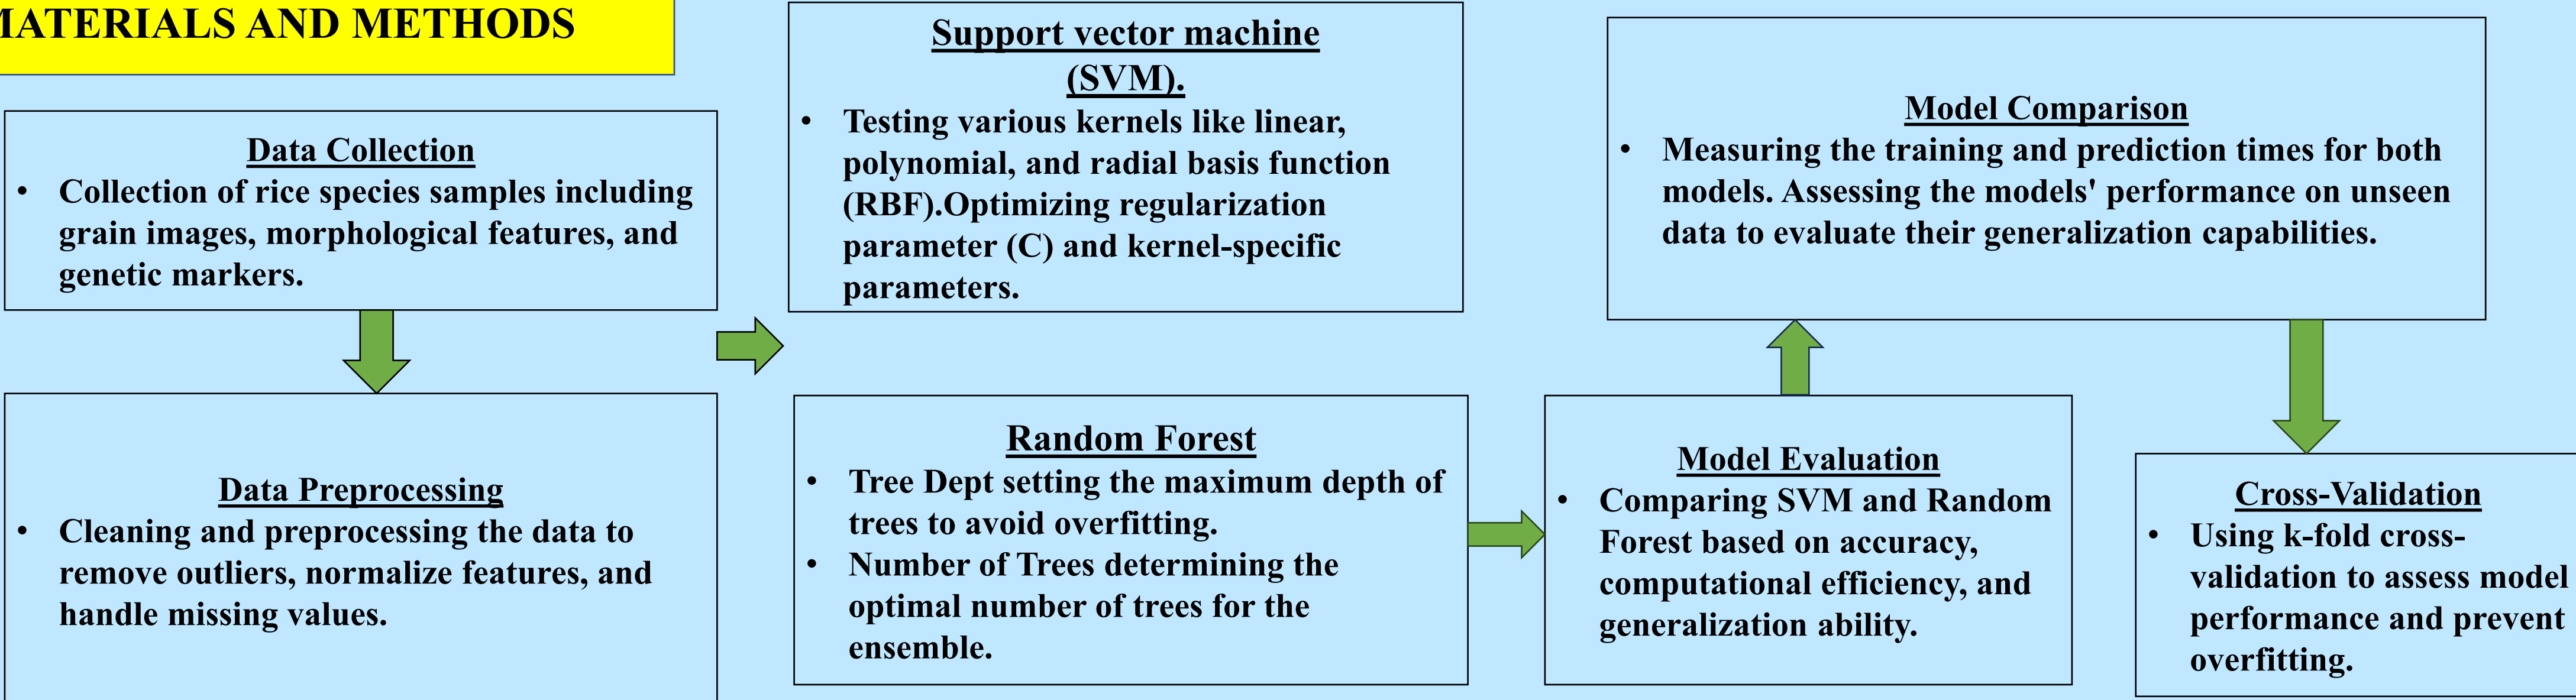 MATERIALS AND METHODS
Data Collection
• Collection of rice species samples including
grain images, morphological features, and
genetic markers.
Data Preprocessing
• Cleaning and preprocessing the data to
remove outliers, normalize features, and
handle missing values.
Support vector machine
(SVM).
• Testing various kernels like linear,
polynomial, and radial basis function
(RBF).Optimizing regularization
parameter (C) and kernel-specific
parameters.
Random Forest
• Tree Dept setting the maximum depth of
trees to avoid overfitting.
• Number of Trees determining the
optimal number of trees for the
ensemble.
Model Evaluation
• Comparing SVM and Random
Forest based on accuracy,
computational efficiency, and
generalization ability.
Model Comparison
• Measuring the training and prediction times for both
models. Assessing the models' performance on unseen
data to evaluate their generalization capabilities.
Cross-Validation
• Using k-fold cross-
validation to assess model
performance and prevent
overfitting.